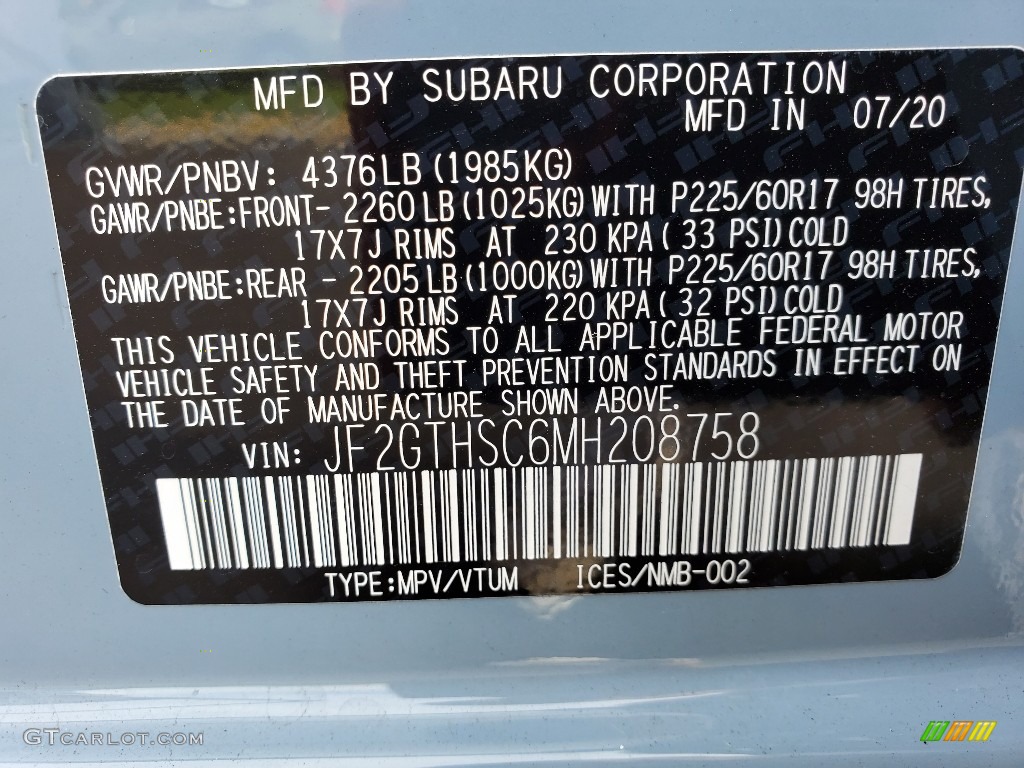 MFD BY SUBARU CORPORATION
MFD IN 07/20
GVWR/PNBV: 4376LB (1985KG)
GAWR/PNBE:FRONT- 2260 LB (1025KG) WITH P225/60R17 98H TIRES,
17X7J RIMS AT 230 KPA ( 33 PSI) COLD
GAWR/PNBE:REAR - 2205 LB (1000KG) WITH P225/60R17 98H TIRES,
17X7J RIMS AT 220 KPA ( 32 PSI) COLD
THIS VEHICLE CONFORMS TO ALL APPLICABLE FEDERAL MOTOR
VEHICLE SAFETY AND THEFT PREVENTION STANDARDS IN EFFECT ON
THE DATE OF MANUFACTURE SHOWN ABOVE.
VIN: JF2GTHSC6MH208758
TYPE:MPV/VTUM ICES/NMB-002
GTCARLOT.COM